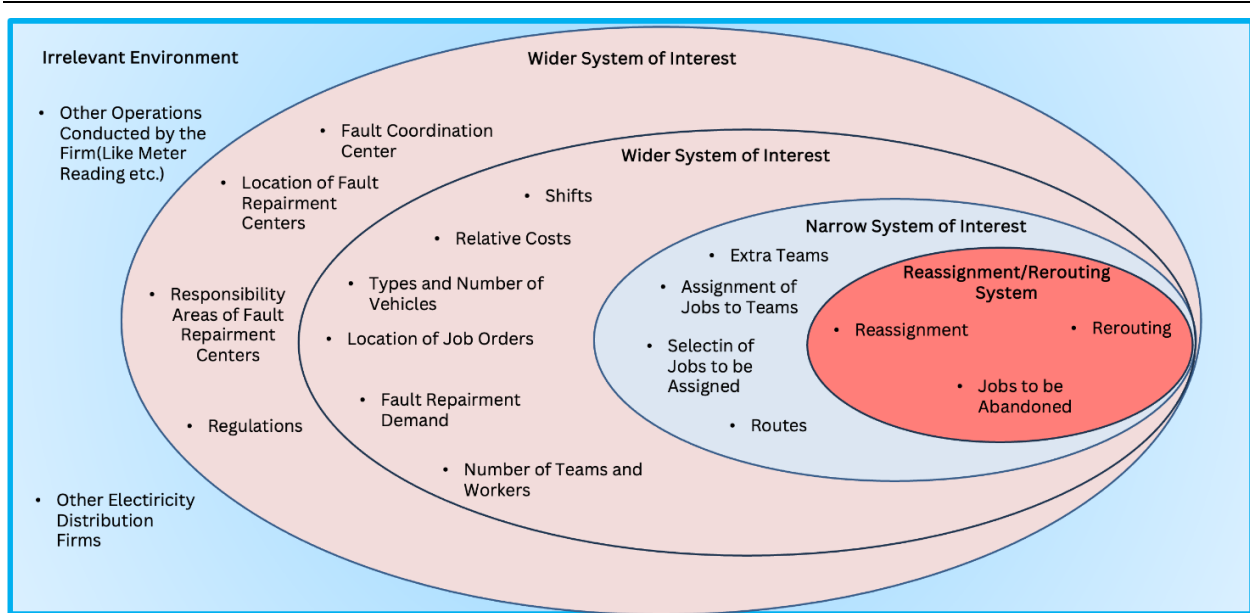 Irrelevant Environment
• Other Operations
Conducted by the
Firm(Like Meter
Reading etc.)
• Other Electiricity
Distribution
Firms
Wider System of Interest
• Fault Coordination
Center
• Location of Fault
Repairment
Centers
• Responsibility
Areas of Fault
Repairment
Centers
• Regulations
Wider System of Interest
• Shifts
• Relative Costs
• Types and Number of
Vehicles
• Location of Job Orders
• Fault Repairment
Demand
• Number of Teams and
Workers
Narrow System of Interest
• Extra Teams
• Assignment of
Jobs to Teams
• Selectin of
Jobs to be
Assigned
• Routes
Reassignment/Rerouting
System
• Reassignment
• Rerouting
• Jobs to be
Abandoned